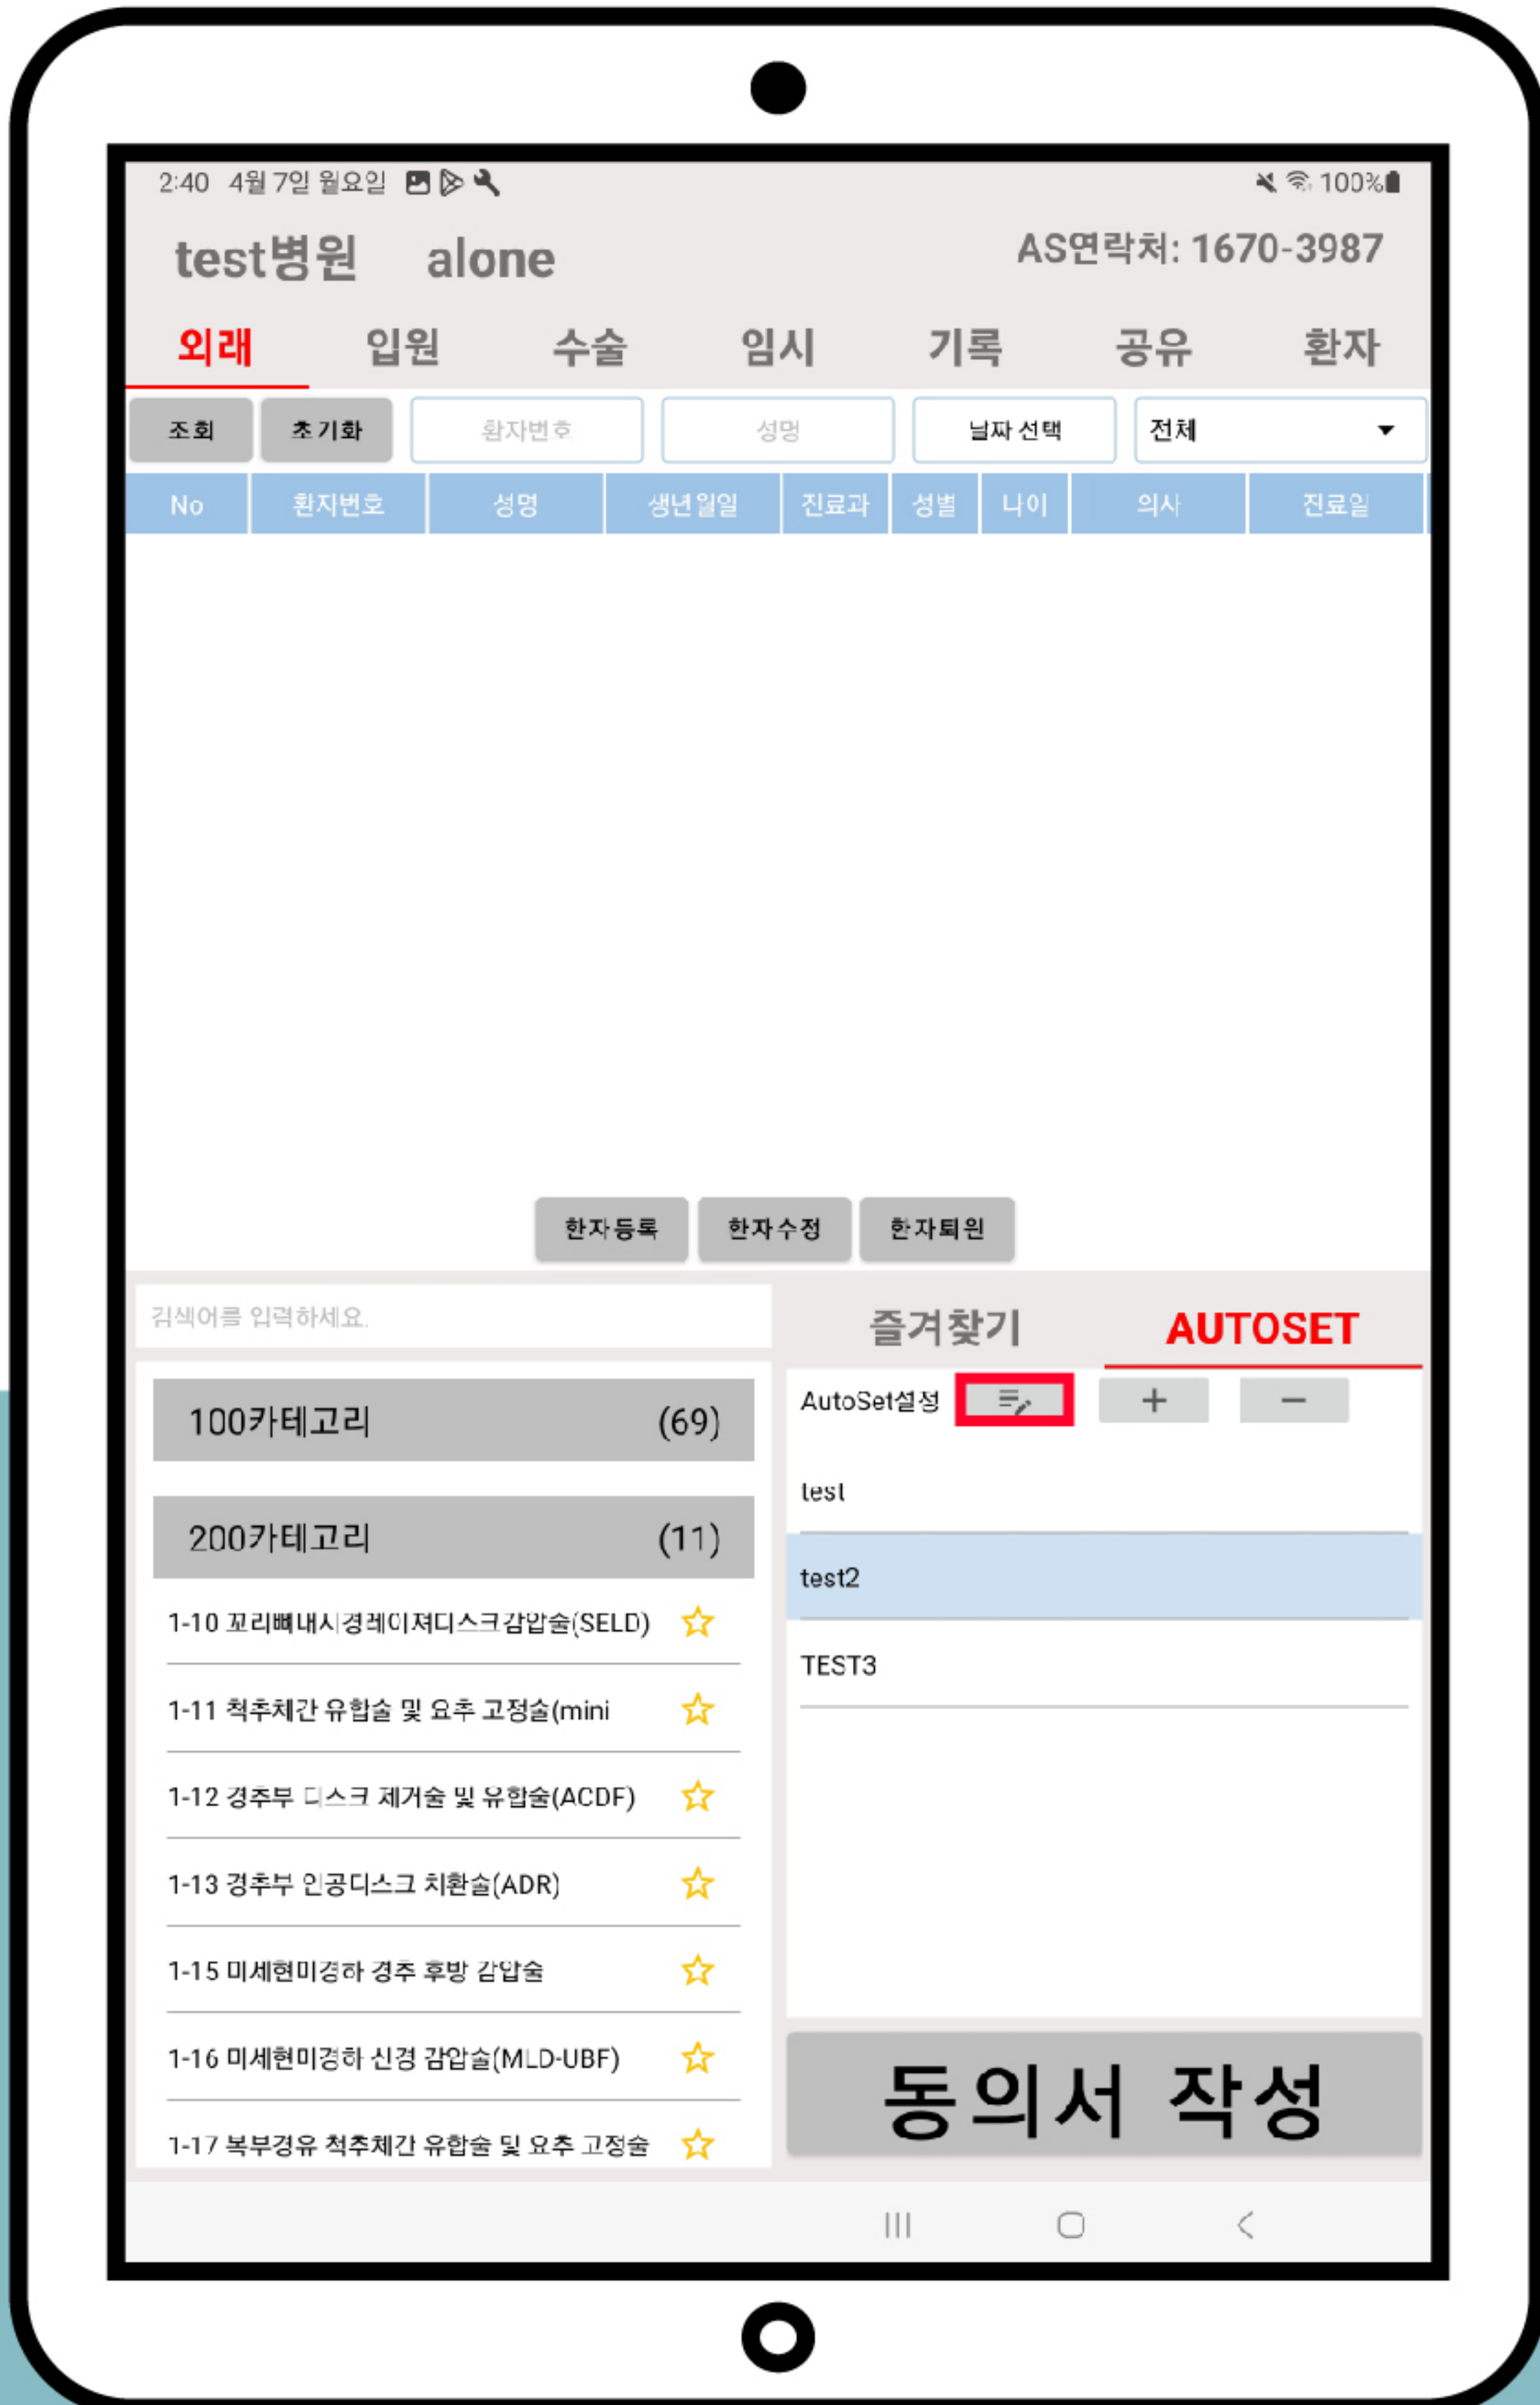 2:40 4월 7일 월요일 100%
test병원 alone AS연락처: 1670-3987
외래 입원 수술 임시 기록 공유 환자
조회 초기화 환자번호 성명 날짜 선택 전체
No 환자번호 성명 생년월일 진료과 성별 나이 의사 진료일
환자등록 환자수정 환자퇴원
검색어를 입력하세요.
즐겨찾기 AUTOSET
AutoSet설정 + −
100카테고리 (69)
200카테고리 (11)
1-10 꼬리뼈내시경레이져디스크감압술(SELD)
1-11 척추체간 유합술 및 요추 고정술(mini
1-12 경추부 디스크 제거술 및 유합술(ACDF)
1-13 경추부 인공디스크 치환술(ADR)
1-15 미세현미경하 경추 후방 감압술
1-16 미세현미경하 신경 감압술(MLD-UBF)
1-17 복부경유 척추체간 유합술 및 요추 고정술
test
test2
TEST3
동의서 작성